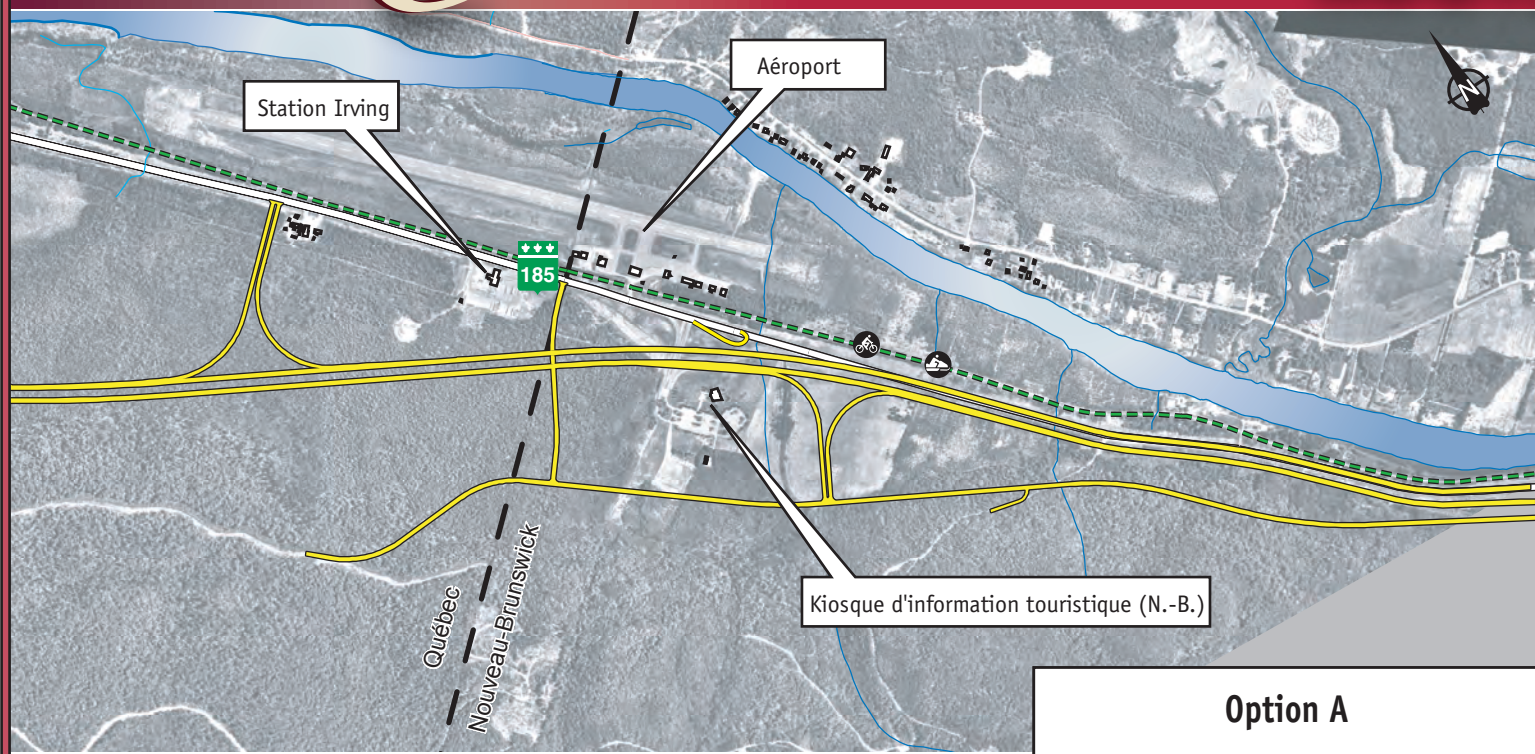 Aéroport
Station Irving
N
185
Québec
Nouveau-Brunswick
Kiosque d'information touristique (N.-B.)
Option A